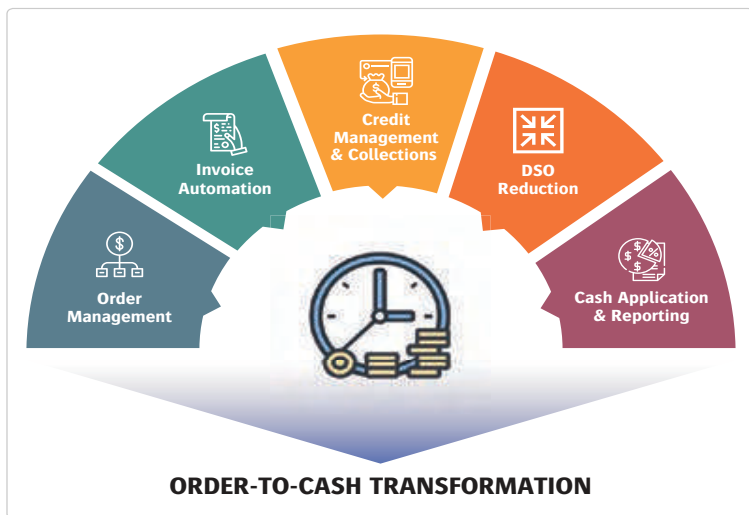 Order
Management
Invoice
Automation
Credit
Management
& Collections
DSO
Reduction
Cash Application
& Reporting
ORDER-TO-CASH TRANSFORMATION